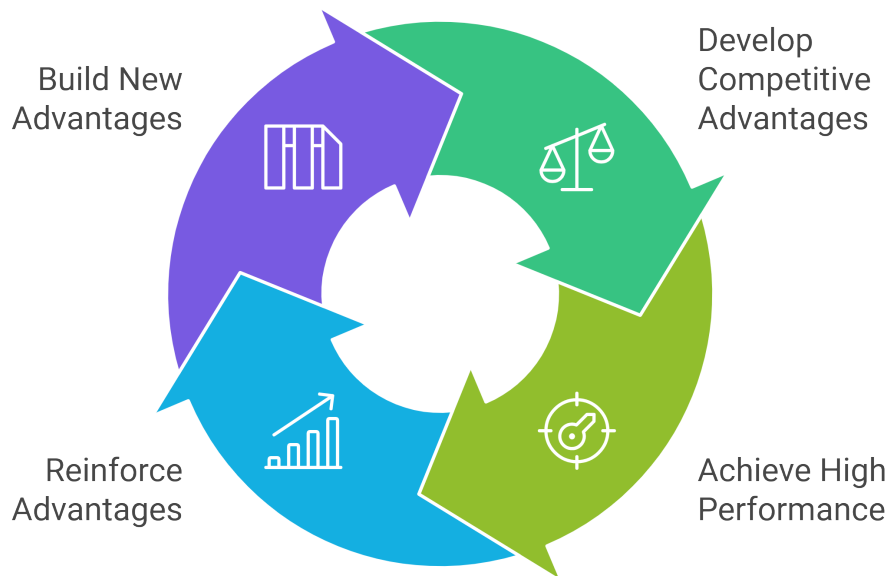 Develop
Competitive
Advantages
Achieve High
Performance
Reinforce
Advantages
Build New
Advantages